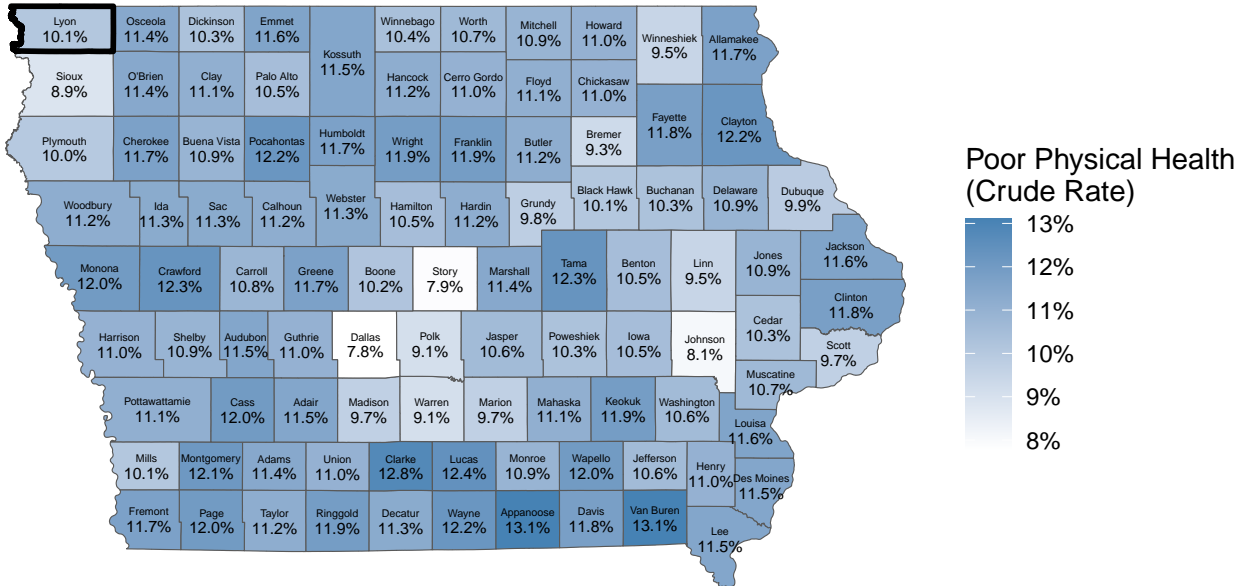 Lyon
10.1%
Osceola
11.4%
Dickinson
10.3%
Emmet
11.6%
Kossuth
11.5%
Winnebago
10.4%
Worth
10.7%
Mitchell
10.9%
Howard
11.0%
Winneshiek
9.5%
Allamakee
11.7%
Sioux
8.9%
O'Brien
11.4%
Clay
11.1%
Palo Alto
10.5%
Hancock
11.2%
Cerro Gordo
11.0%
Floyd
11.1%
Chickasaw
11.0%
Fayette
11.8%
Clayton
12.2%
Plymouth
10.0%
Cherokee
11.7%
Buena Vista
10.9%
Pocahontas
12.2%
Humboldt
11.7%
Wright
11.9%
Franklin
11.9%
Butler
11.2%
Bremer
9.3%
Woodbury
11.2%
Ida
11.3%
Sac
11.3%
Calhoun
11.2%
Webster
11.3%
Hamilton
10.5%
Hardin
11.2%
Grundy
9.8%
Black Hawk
10.1%
Buchanan
10.3%
Delaware
10.9%
Dubuque
9.9%
Monona
12.0%
Crawford
12.3%
Carroll
10.8%
Greene
11.7%
Boone
10.2%
Story
7.9%
Marshall
11.4%
Tama
12.3%
Benton
10.5%
Linn
9.5%
Jones
10.9%
Jackson
11.6%
Clinton
11.8%
Harrison
11.0%
Shelby
10.9%
Audubon
11.5%
Guthrie
11.0%
Dallas
7.8%
Polk
9.1%
Jasper
10.6%
Poweshiek
10.3%
Iowa
10.5%
Johnson
8.1%
Cedar
10.3%
Scott
9.7%
Muscatine
10.7%
Pottawattamie
11.1%
Cass
12.0%
Adair
11.5%
Madison
9.7%
Warren
9.1%
Marion
9.7%
Mahaska
11.1%
Keokuk
11.9%
Washington
10.6%
Louisa
11.6%
Mills
10.1%
Montgomery
12.1%
Adams
11.4%
Union
11.0%
Clarke
12.8%
Lucas
12.4%
Monroe
10.9%
Wapello
12.0%
Jefferson
10.6%
Henry
11.0%
Des Moines
11.5%
Fremont
11.7%
Page
12.0%
Taylor
11.2%
Ringgold
11.9%
Decatur
11.3%
Wayne
12.2%
Appanoose
13.1%
Davis
11.8%
Van Buren
13.1%
Lee
11.5%
Poor Physical Health
(Crude Rate)
13%
12%
11%
10%
9%
8%